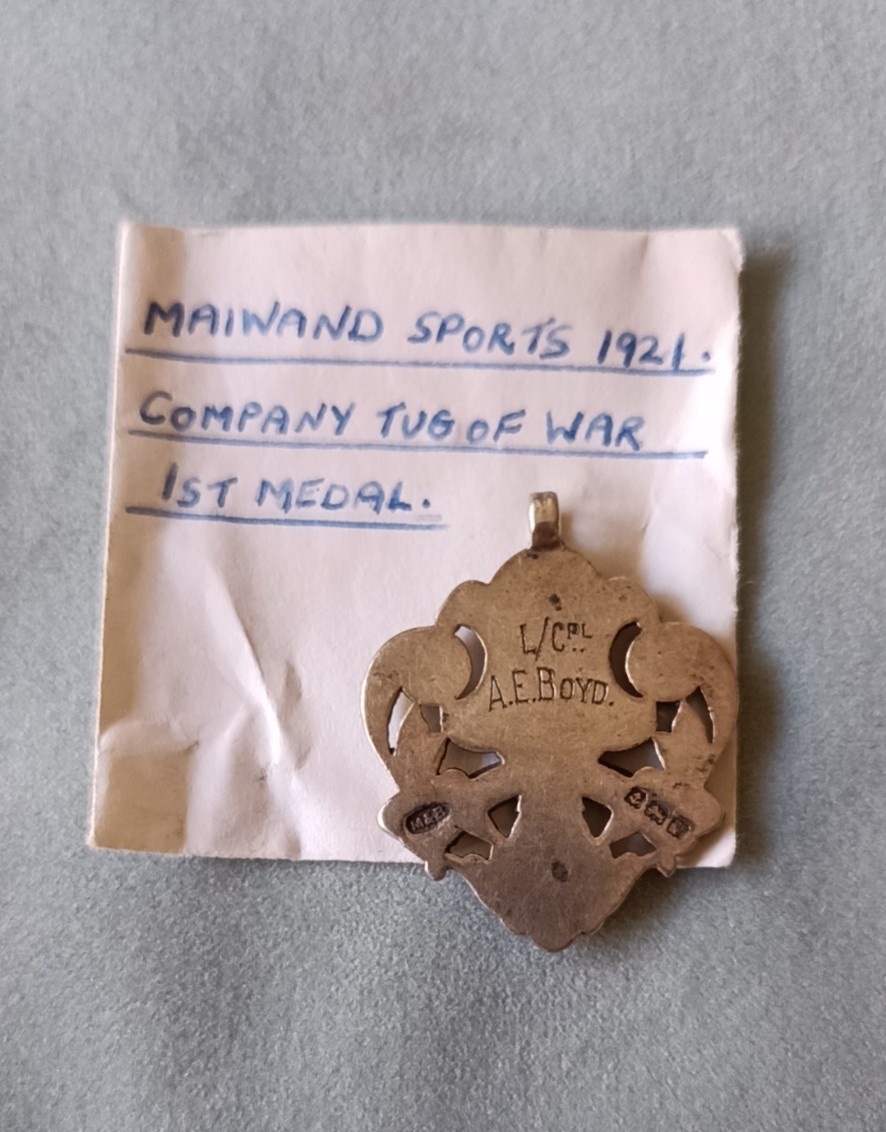 MAIWAND SPORTS 1921.
COMPANY TUG OF WAR
1ST MEDAL.
L/CPL
A.E.BOYD.